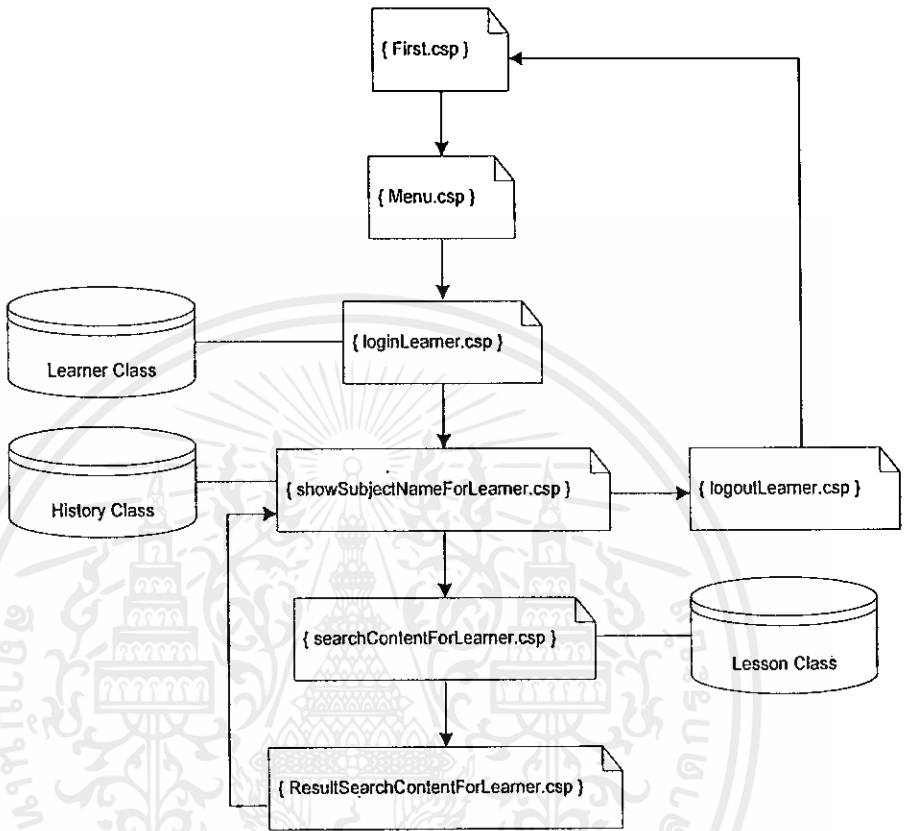 { First.csp }
{ Menu.csp }
{ loginLearner.csp }
Learner Class
{ showSubjectNameForLearner.csp }
{ logoutLearner.csp }
History Class
{ searchContentForLearner.csp }
Lesson Class
{ ResultSearchContentForLearner.csp }